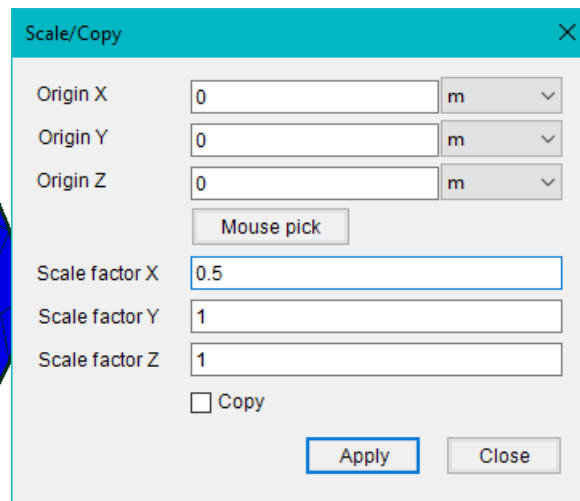 Scale/Copy
Origin X 0 m
Origin Y 0 m
Origin Z 0 m
Mouse pick
Scale factor X 0.5
Scale factor Y 1
Scale factor Z 1
Copy
Apply Close